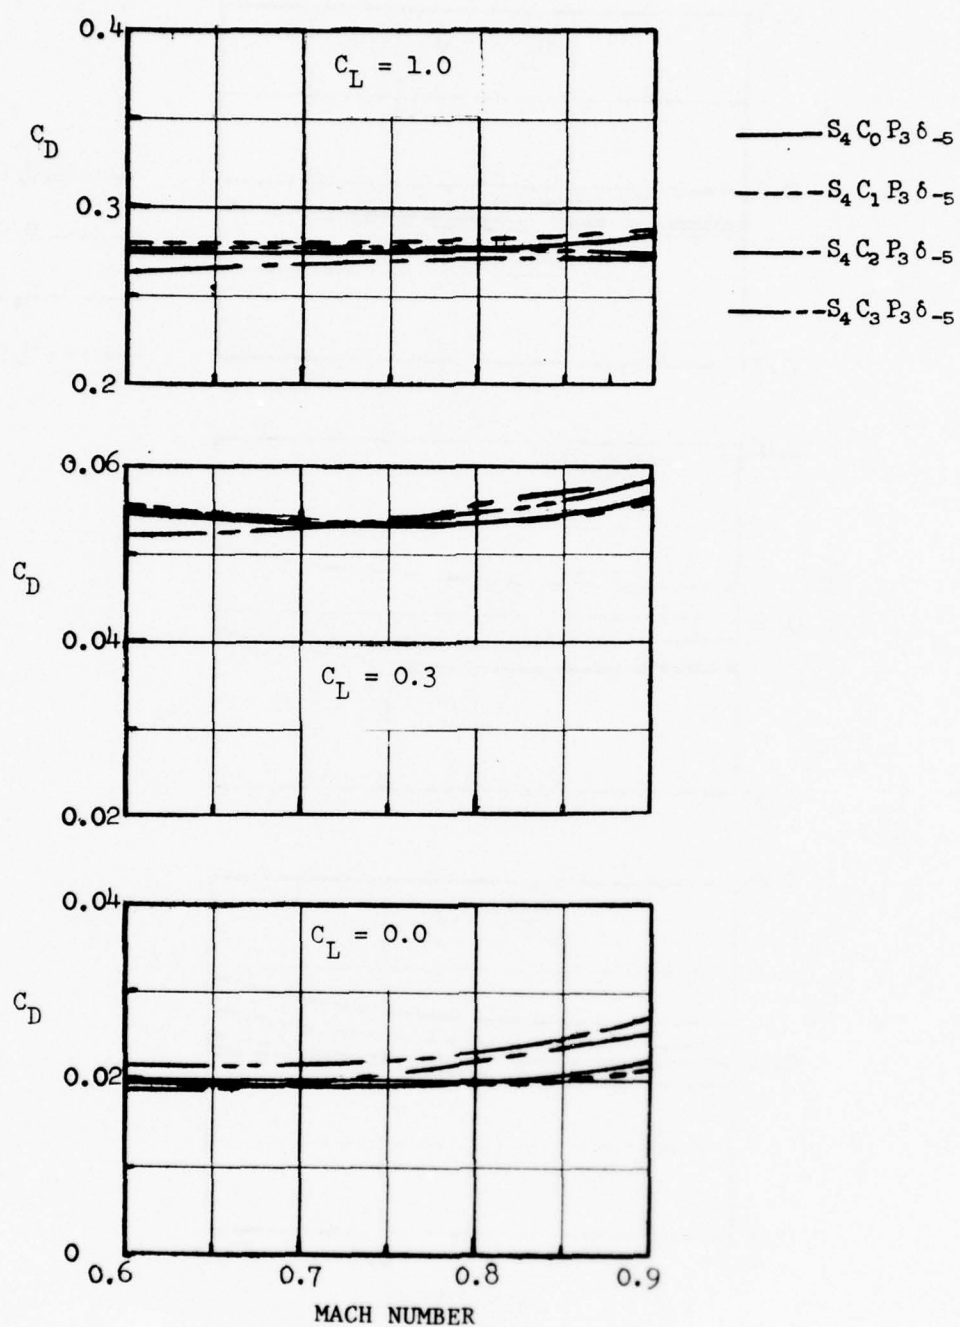 0.4
C_L = 1.0
C_D
0.3
0.2
S_4 C_0 P_3 δ_-5
S_4 C_1 P_3 δ_-5
S_4 C_2 P_3 δ_-5
S_4 C_3 P_3 δ_-5
0.06
C_D
0.04
C_L = 0.3
0.02
0.04
C_L = 0.0
C_D
0.02
0
0.6 0.7 0.8 0.9
MACH NUMBER